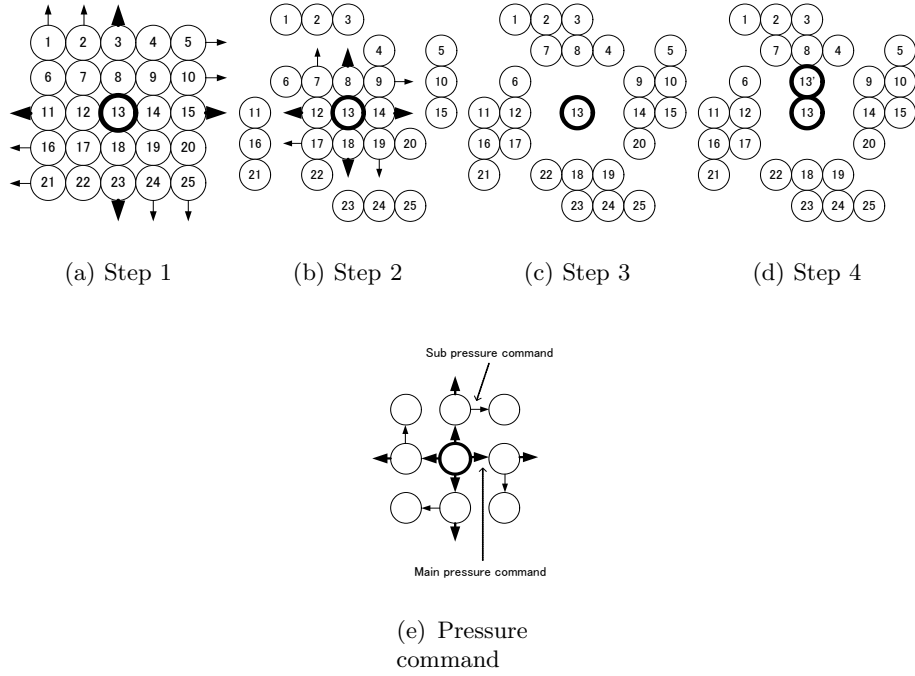 1 2 3 4 5
6 7 8 9 10
11 12 13 14 15
16 17 18 19 20
21 22 23 24 25
(a) Step 1
1 2 3
4 5
6 7 8 9 10
11 12 13 14 15
16 17 18 19 20
21 22
23 24 25
(b) Step 2
1 2 3
7 8 4 5
6 9 10
11 12 13 14 15
16 17 20
21 22 18 19
23 24 25
(c) Step 3
1 2 3
7 8 4 5
6 13' 9 10
11 12 13 14 15
16 17 20
21 22 18 19
23 24 25
(d) Step 4
Sub pressure command
Main pressure command
(e) Pressure
command